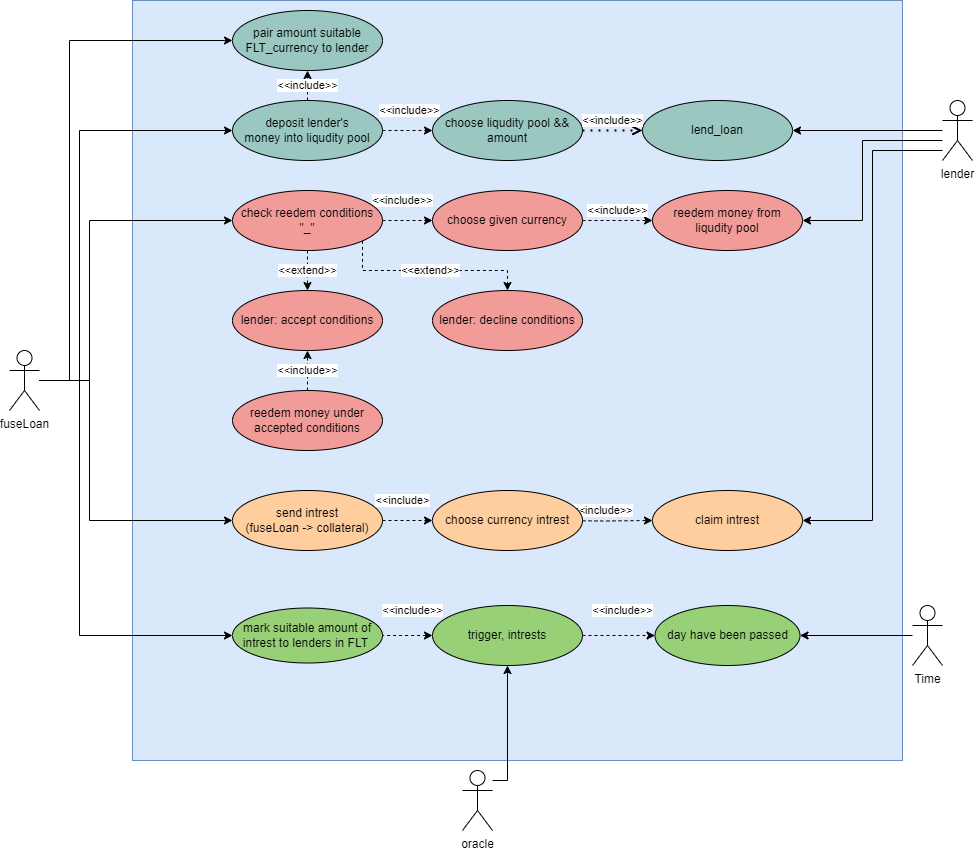 pair amount suitable
FLT_currency to lender
<<include>>
deposit lender's
money into liqudity pool
<<include>>
choose liqudity pool &&
amount
<<include>>
lend_loan
lender
check reedem conditions
"_"
<<include>>
choose given currency
<<include>>
reedem money from
liqudity pool
<<extend>>
<<extend>>
lender: accept conditions
lender: decline conditions
<<include>>
reedem money under
accepted conditions
fuseLoan
send intrest
(fuseLoan -> collateral)
<<include>
choose currency intrest
<<include>>
claim intrest
mark suitable amount of
intrest to lenders in FLT
<<include>>
trigger, intrests
<<include>>
day have been passed
Time
oracle